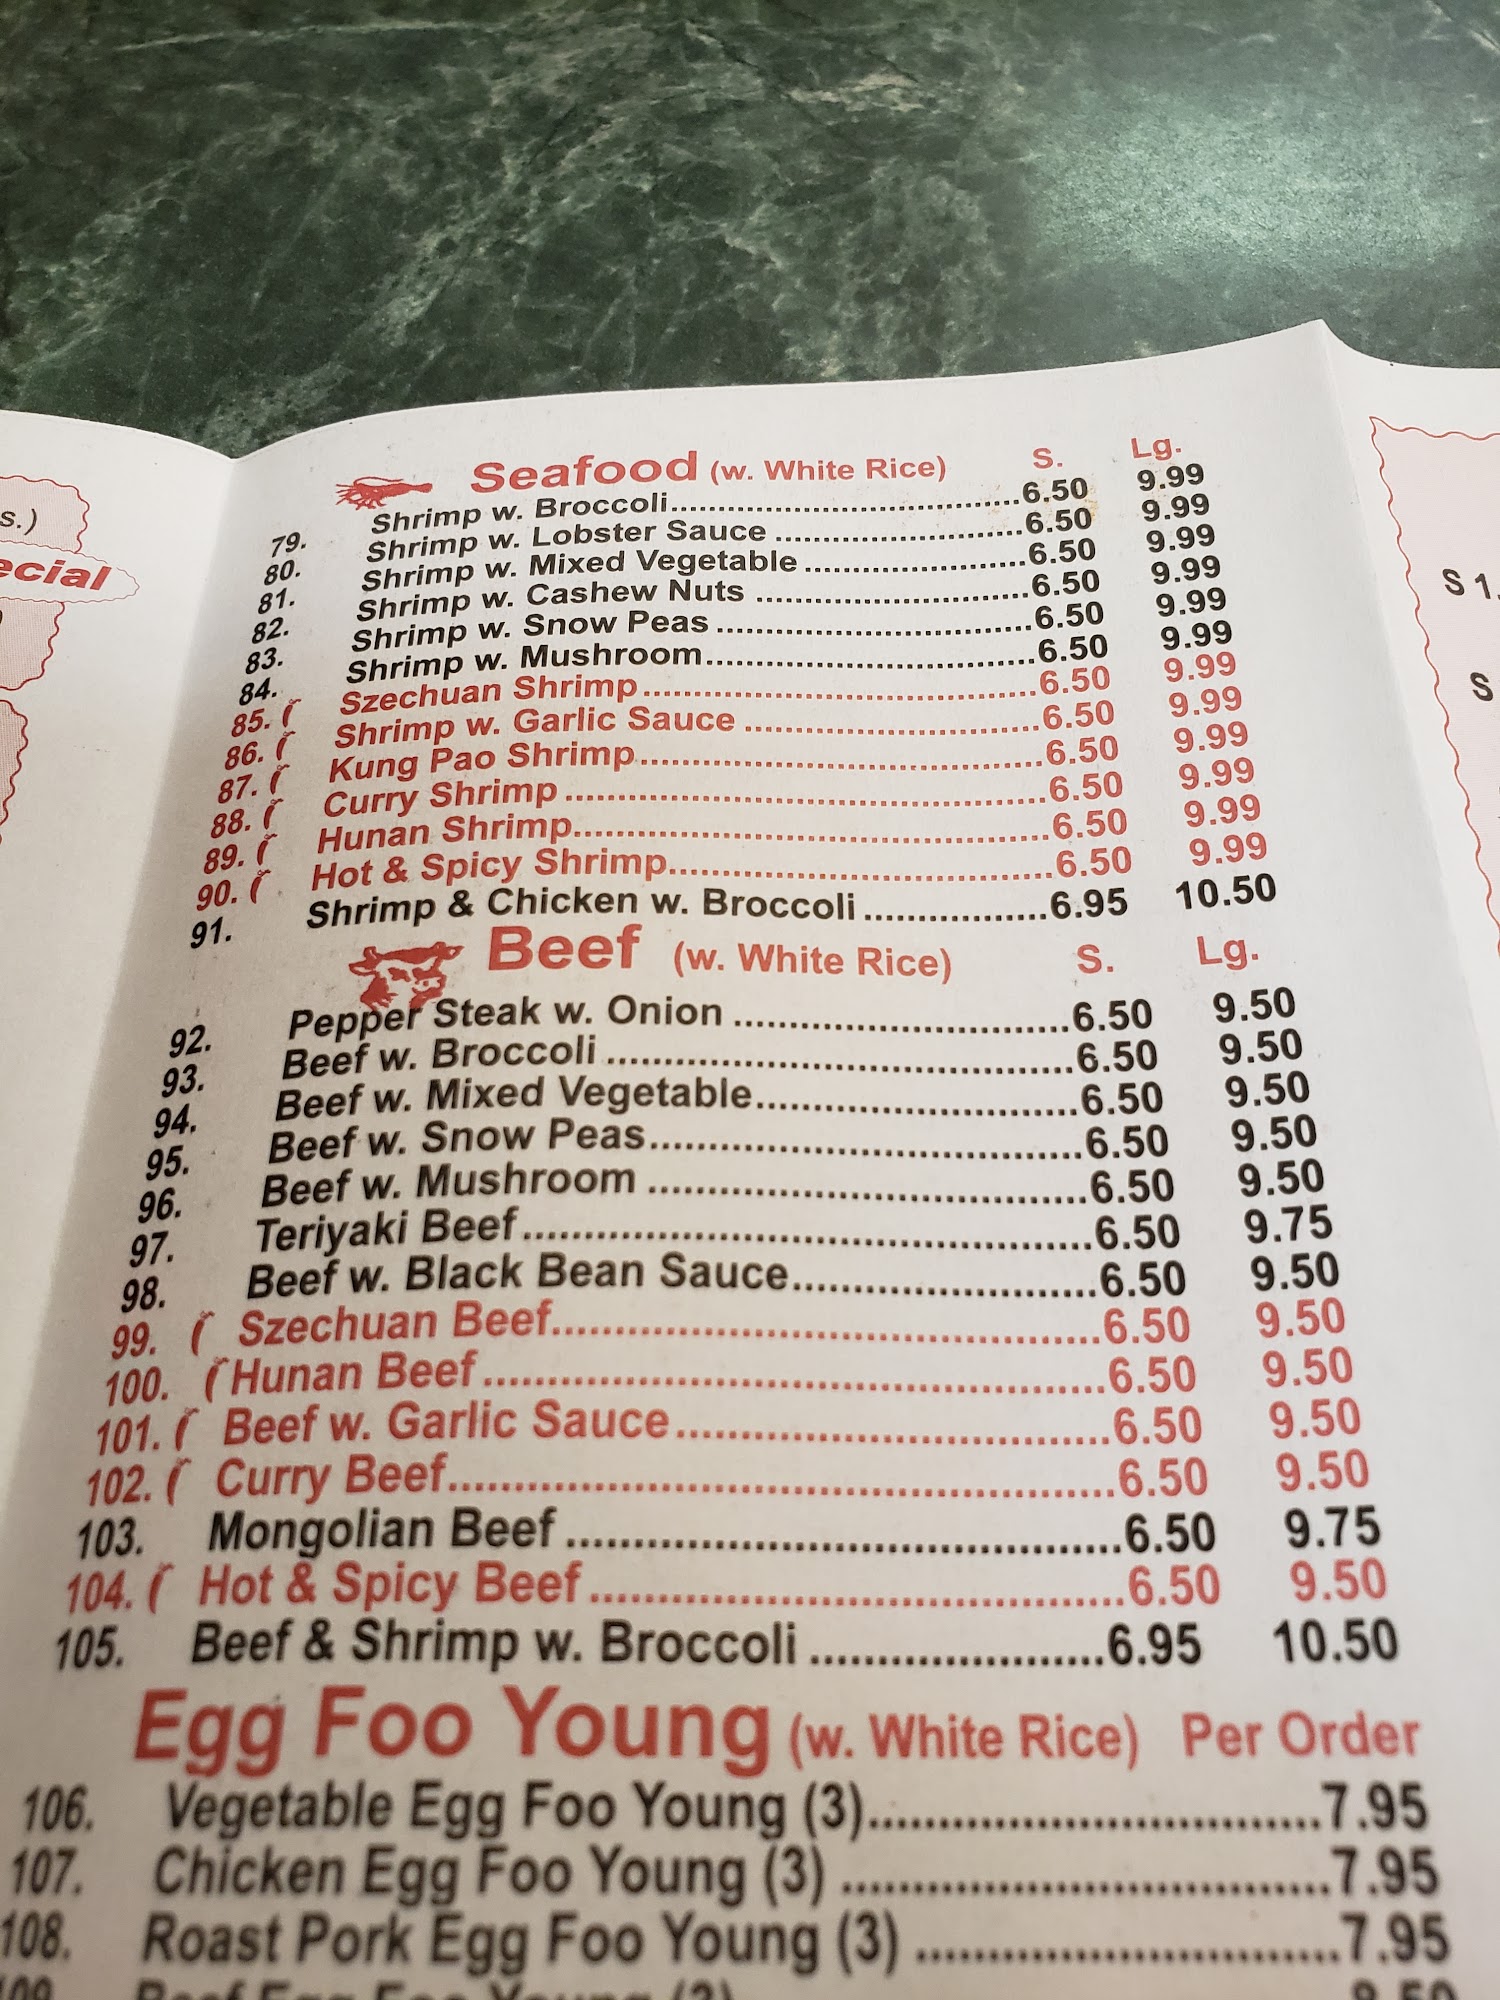 s.)
ecial
Seafood (w. White Rice) S. Lg.
79. Shrimp w. Broccoli 6.50 9.99
80. Shrimp w. Lobster Sauce 6.50 9.99
81. Shrimp w. Mixed Vegetable 6.50 9.99
82. Shrimp w. Cashew Nuts 6.50 9.99
83. Shrimp w. Snow Peas 6.50 9.99
84. Shrimp w. Mushroom 6.50 9.99
85. Szechuan Shrimp 6.50 9.99
86. Shrimp w. Garlic Sauce 6.50 9.99
87. Kung Pao Shrimp 6.50 9.99
88. Curry Shrimp 6.50 9.99
89. Hunan Shrimp 6.50 9.99
90. Hot & Spicy Shrimp 6.50 9.99
91. Shrimp & Chicken w. Broccoli 6.95 10.50
Beef (w. White Rice) S. Lg.
92. Pepper Steak w. Onion 6.50 9.50
93. Beef w. Broccoli 6.50 9.50
94. Beef w. Mixed Vegetable 6.50 9.50
95. Beef w. Snow Peas 6.50 9.50
96. Beef w. Mushroom 6.50 9.50
97. Teriyaki Beef 6.50 9.75
98. Beef w. Black Bean Sauce 6.50 9.50
99. Szechuan Beef 6.50 9.50
100. Hunan Beef 6.50 9.50
101. Beef w. Garlic Sauce 6.50 9.50
102. Curry Beef 6.50 9.50
103. Mongolian Beef 6.50 9.75
104. Hot & Spicy Beef 6.50 9.50
105. Beef & Shrimp w. Broccoli 6.95 10.50
Egg Foo Young (w. White Rice) Per Order
106. Vegetable Egg Foo Young (3) 7.95
107. Chicken Egg Foo Young (3) 7.95
108. Roast Pork Egg Foo Young (3) 7.95
109. Beef Egg Foo Young (3) 8.50
S 1.
S